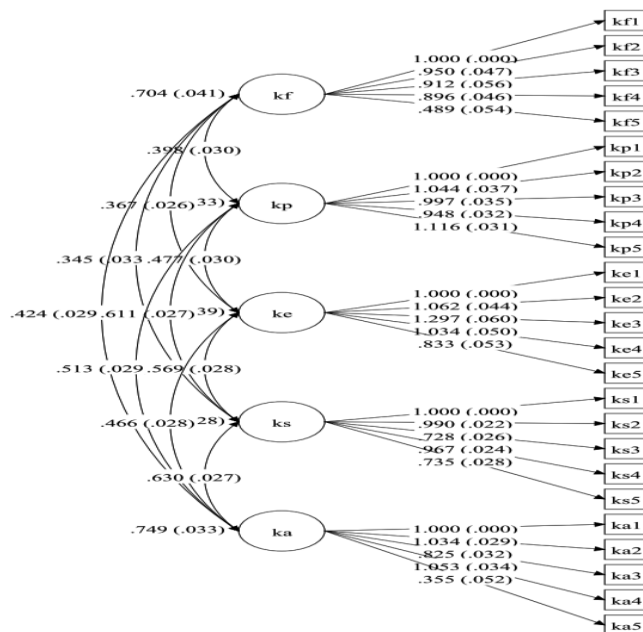 kf1
kf2
1.000 (.000)
.950 (.047)
kf3
.704 (.041)
kf
.912 (.056)
.896 (.046)
kf4
.489 (.054)
kf5
.398 (.030)
kp1
1.000 (.000)
kp2
1.044 (.037)
.367 (.026)
33)
kp
.997 (.035)
kp3
.948 (.032)
kp4
1.116 (.031)
kp5
.345 (.033
.477 (.030)
ke1
1.000 (.000)
ke2
1.062 (.044)
.424 (.029
.611 (.027)
39)
ke
1.297 (.060)
ke3
1.034 (.050)
ke4
.833 (.053)
ke5
.513 (.029
.569 (.028)
ks1
1.000 (.000)
.466 (.028)
28)
ks
.990 (.022)
ks2
.728 (.026)
ks3
.967 (.024)
ks4
.735 (.028)
.630 (.027)
ks5
1.000 (.000)
ka1
.749 (.033)
ka
1.034 (.029)
ka2
.825 (.032)
ka3
1.053 (.034)
.355 (.052)
ka4
ka5